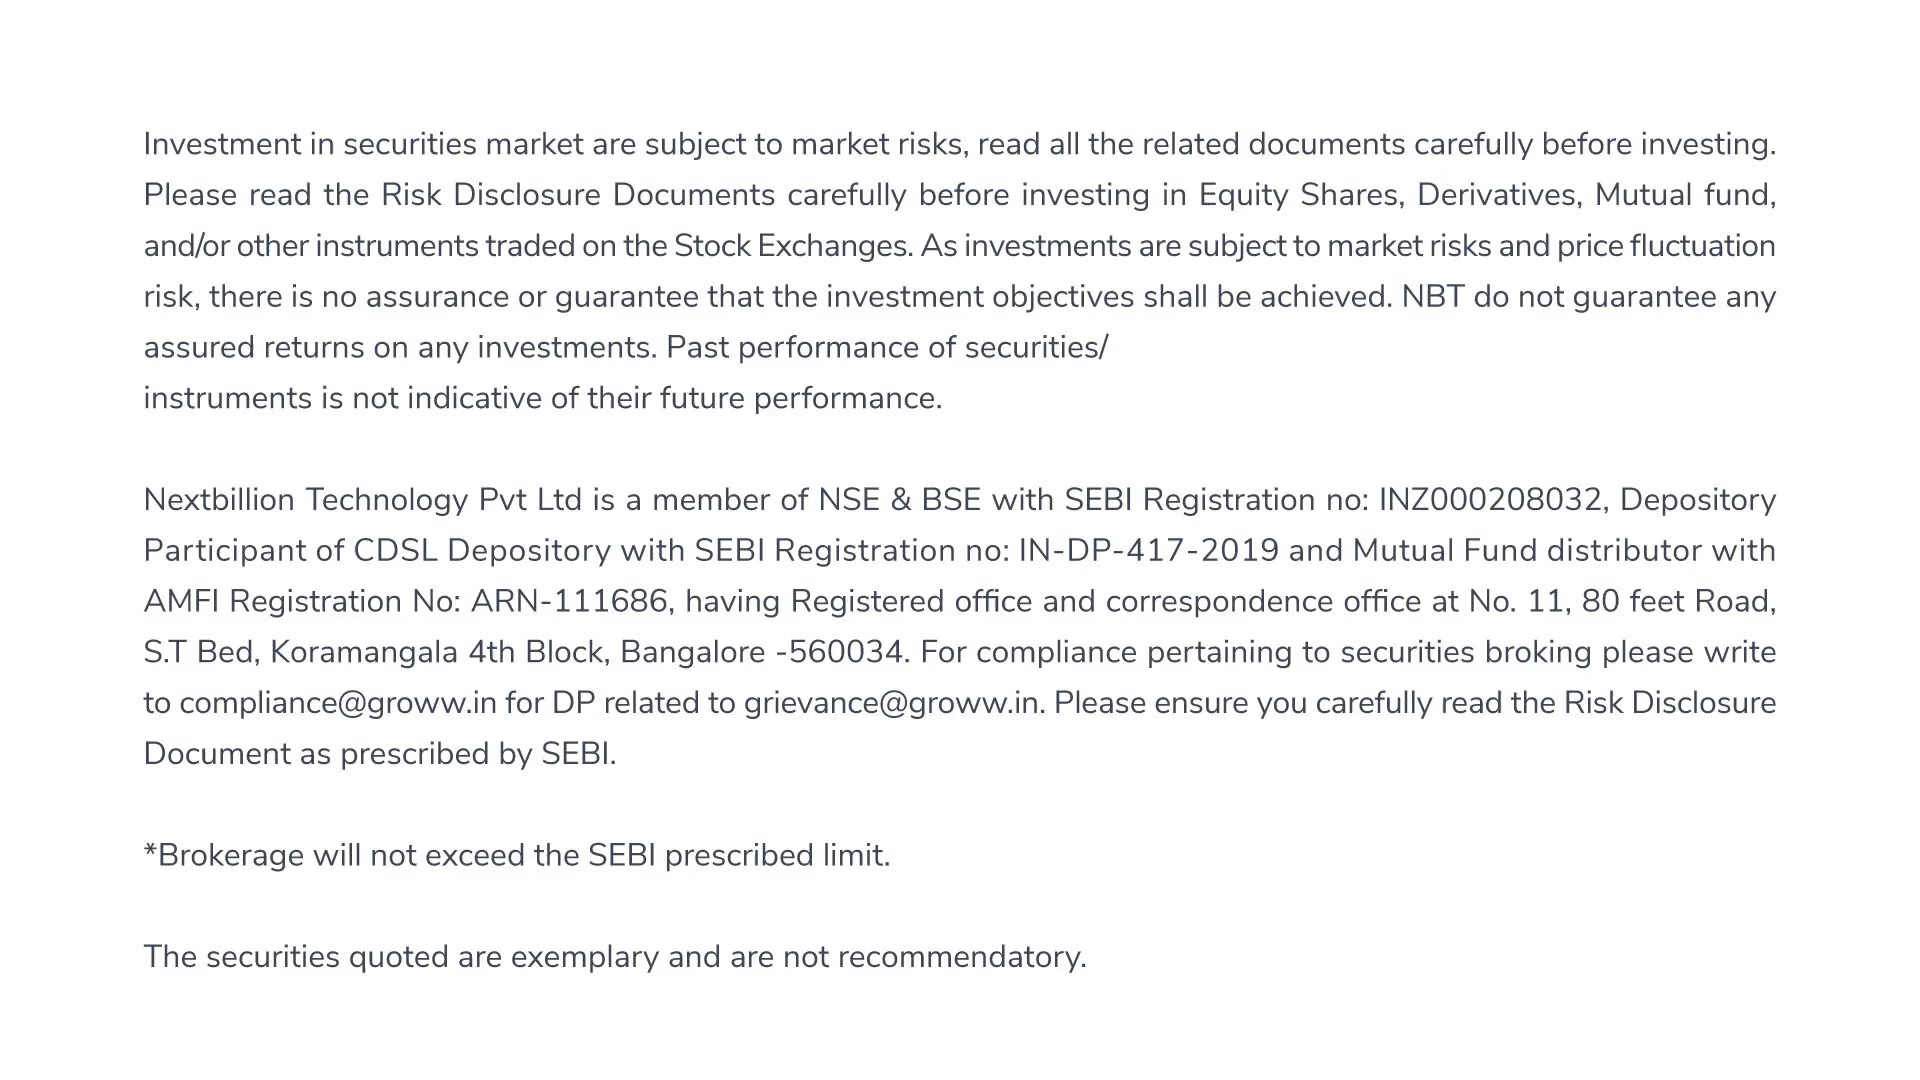 Investment in securities market are subject to market risks, read all the related documents carefully before investing.
Please read the Risk Disclosure Documents carefully before investing in Equity Shares, Derivatives, Mutual fund,
and/or other instruments traded on the Stock Exchanges. As investments are subject to market risks and price fluctuation
risk, there is no assurance or guarantee that the investment objectives shall be achieved. NBT do not guarantee any
assured returns on any investments. Past performance of securities/
instruments is not indicative of their future performance.
Nextbillion Technology Pvt Ltd is a member of NSE & BSE with SEBI Registration no: INZ000208032, Depository
Participant of CDSL Depository with SEBI Registration no: IN-DP-417-2019 and Mutual Fund distributor with
AMFI Registration No: ARN-111686, having Registered office and correspondence office at No. 11, 80 feet Road,
S.T Bed, Koramangala 4th Block, Bangalore -560034. For compliance pertaining to securities broking please write
to compliance@groww.in for DP related to grievance@groww.in. Please ensure you carefully read the Risk Disclosure
Document as prescribed by SEBI.
*Brokerage will not exceed the SEBI prescribed limit.
The securities quoted are exemplary and are not recommendatory.